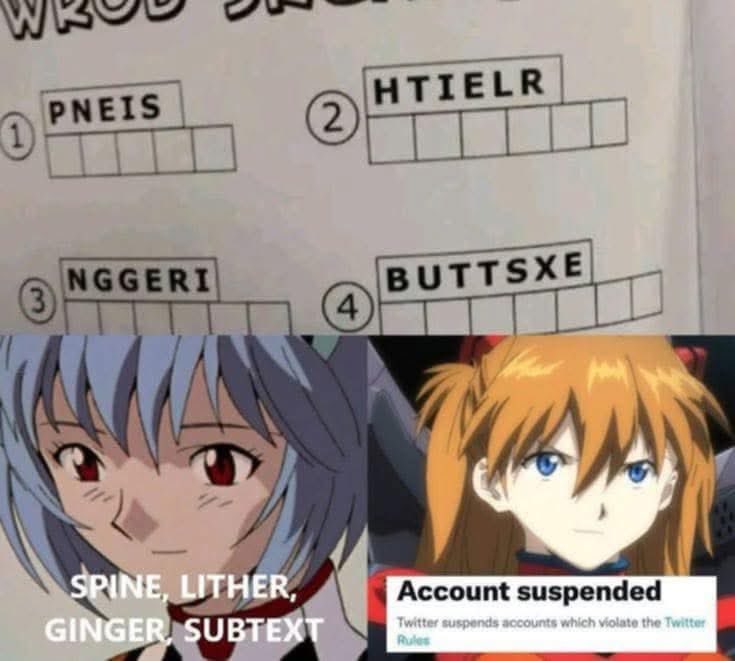 WROD
1 PNEIS
2 HTIELR
3 NGGERI
4 BUTTSXE
SPINE, LITHER,
GINGER, SUBTEXT
Account suspended
Twitter suspends accounts which violate the Twitter
Rules